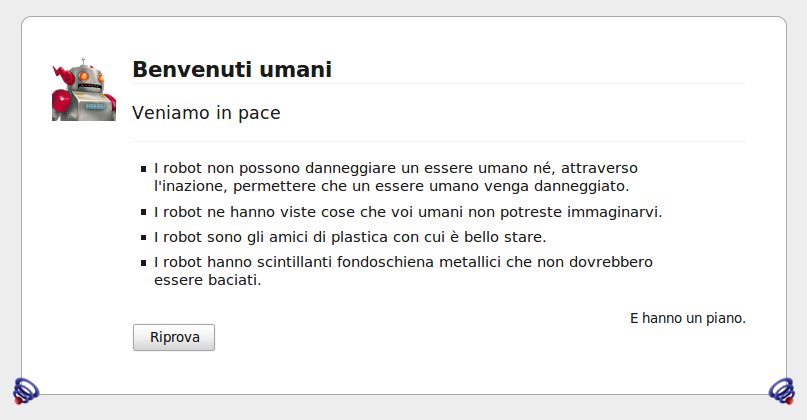 Benvenuti umani
Veniamo in pace
I robot non possono danneggiare un essere umano né, attraverso
l'inazione, permettere che un essere umano venga danneggiato.
I robot ne hanno viste cose che voi umani non potreste immaginarvi.
I robot sono gli amici di plastica con cui è bello stare.
I robot hanno scintillanti fondoschiena metallici che non dovrebbero
essere baciati.
E hanno un piano.
Riprova